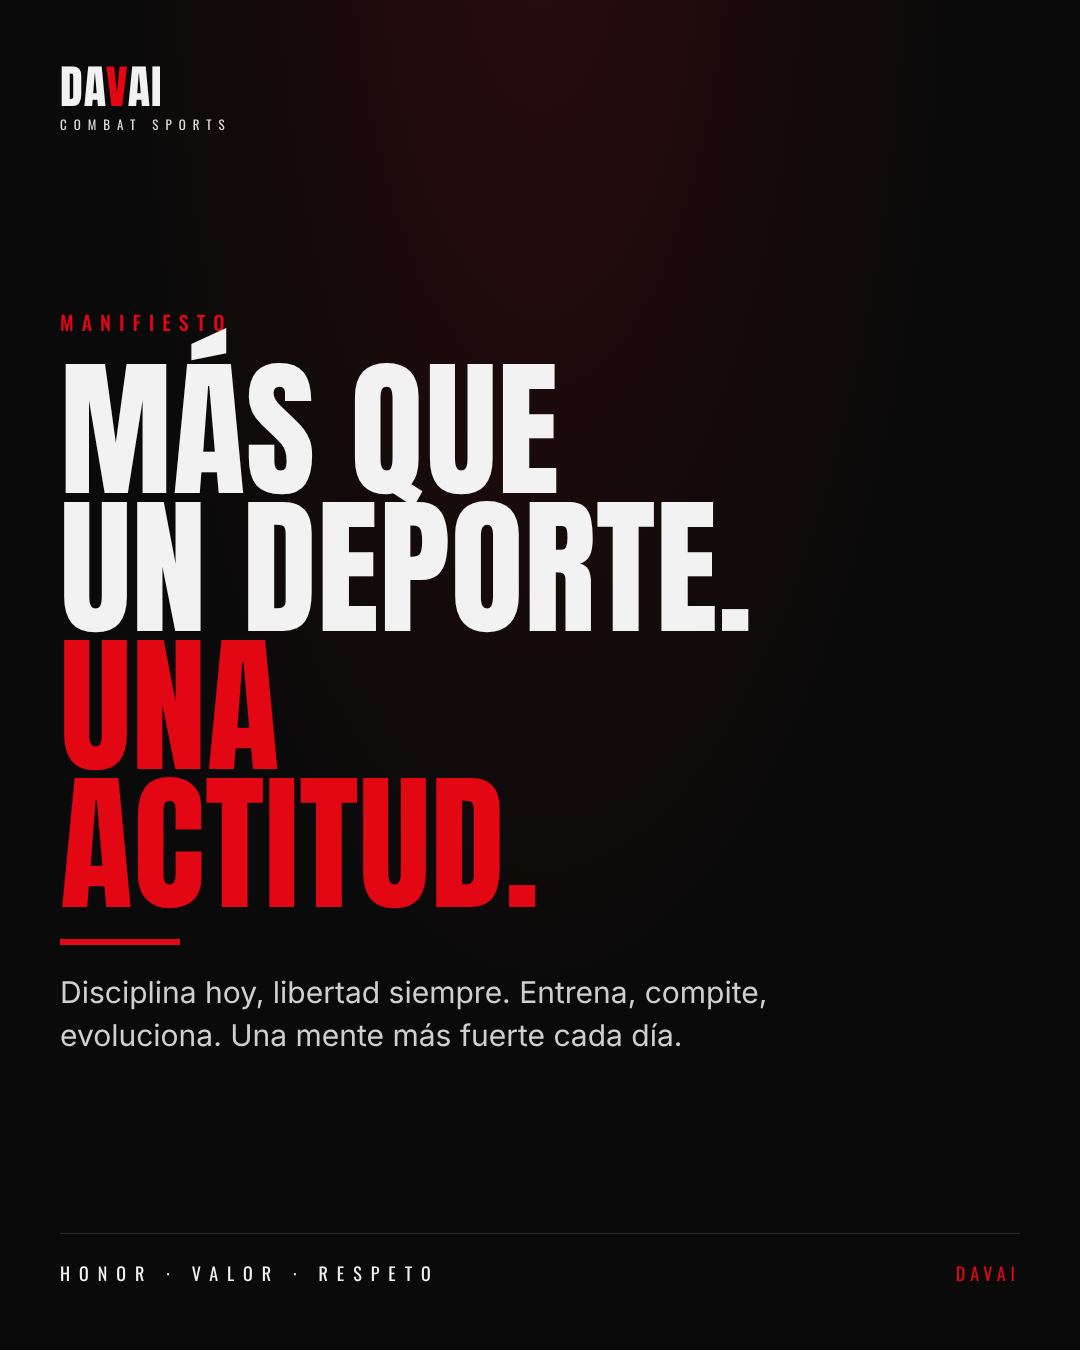 DAVAI
COMBAT SPORTS
MANIFIESTO
MÁS QUE
UN DEPORTE.
UNA
ACTITUD.
Disciplina hoy, libertad siempre. Entrena, compite,
evoluciona. Una mente más fuerte cada día.
HONOR · VALOR · RESPETO
DAVAI